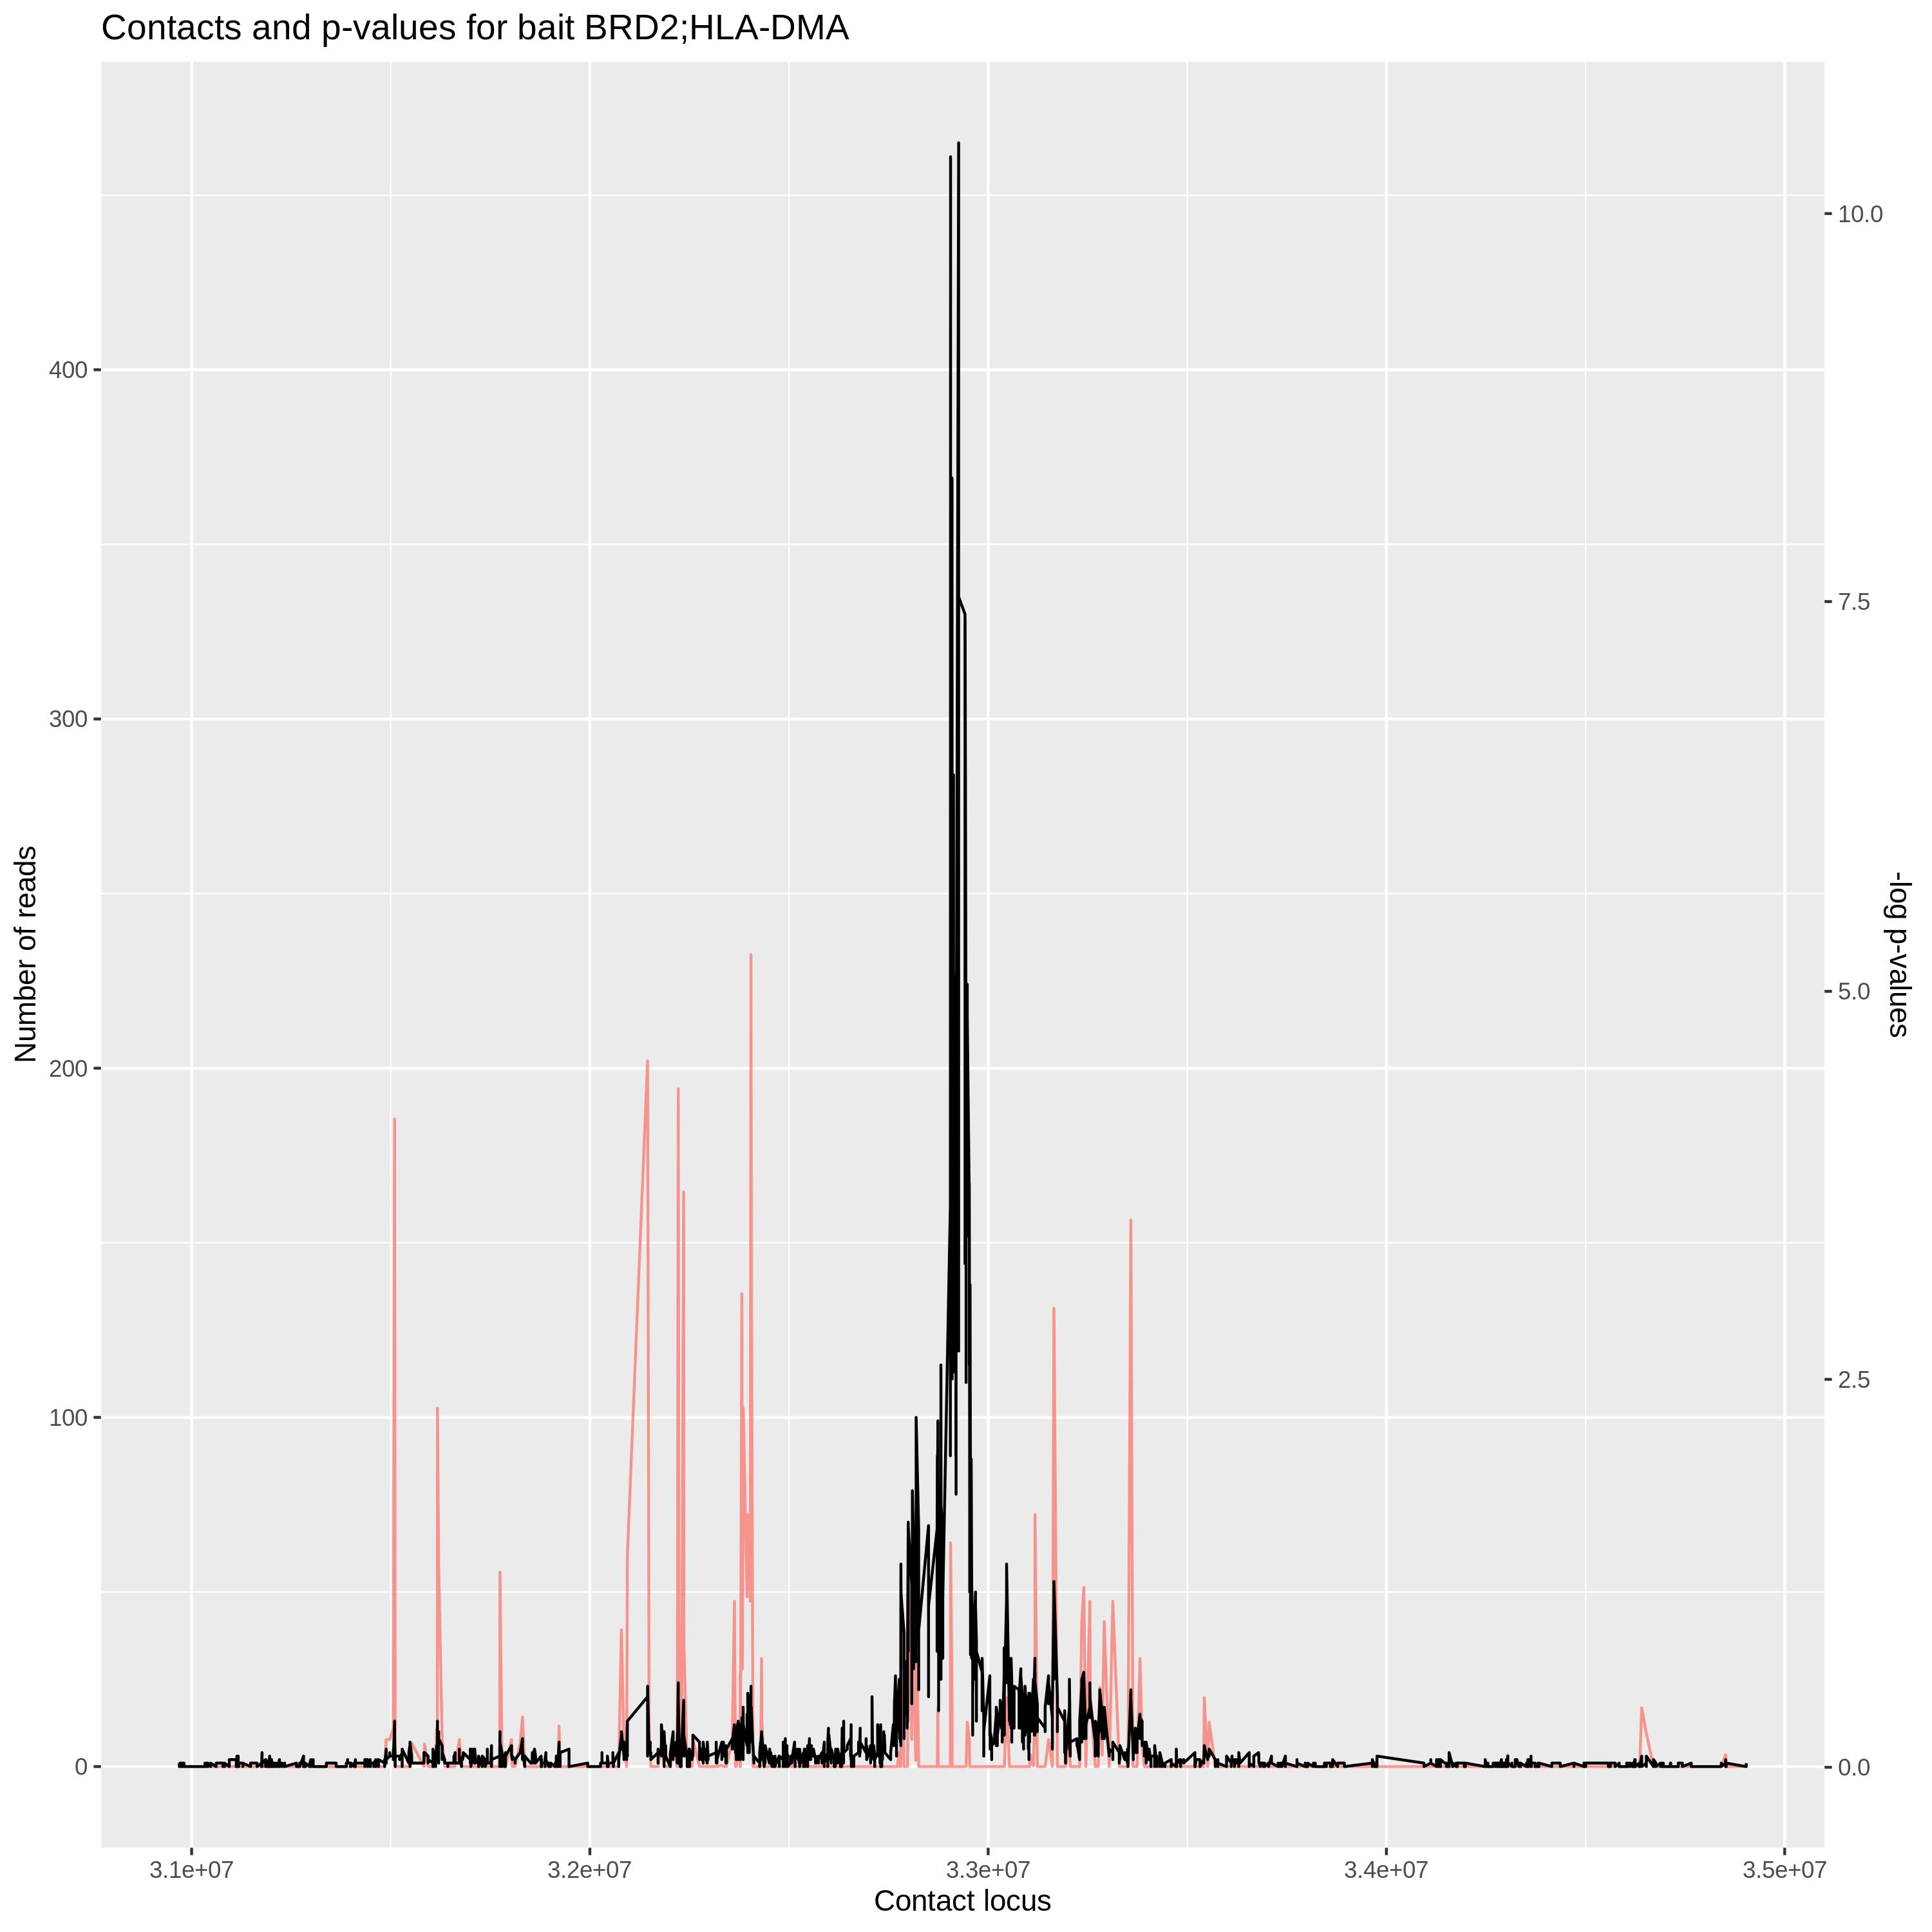 Contacts and p-values for bait BRD2;HLA-DMA
400
300
200
100
0
Number of reads
10.0
7.5
5.0
2.5
0.0
-log p-values
3.1e+07
3.2e+07
3.3e+07
3.4e+07
3.5e+07
Contact locus